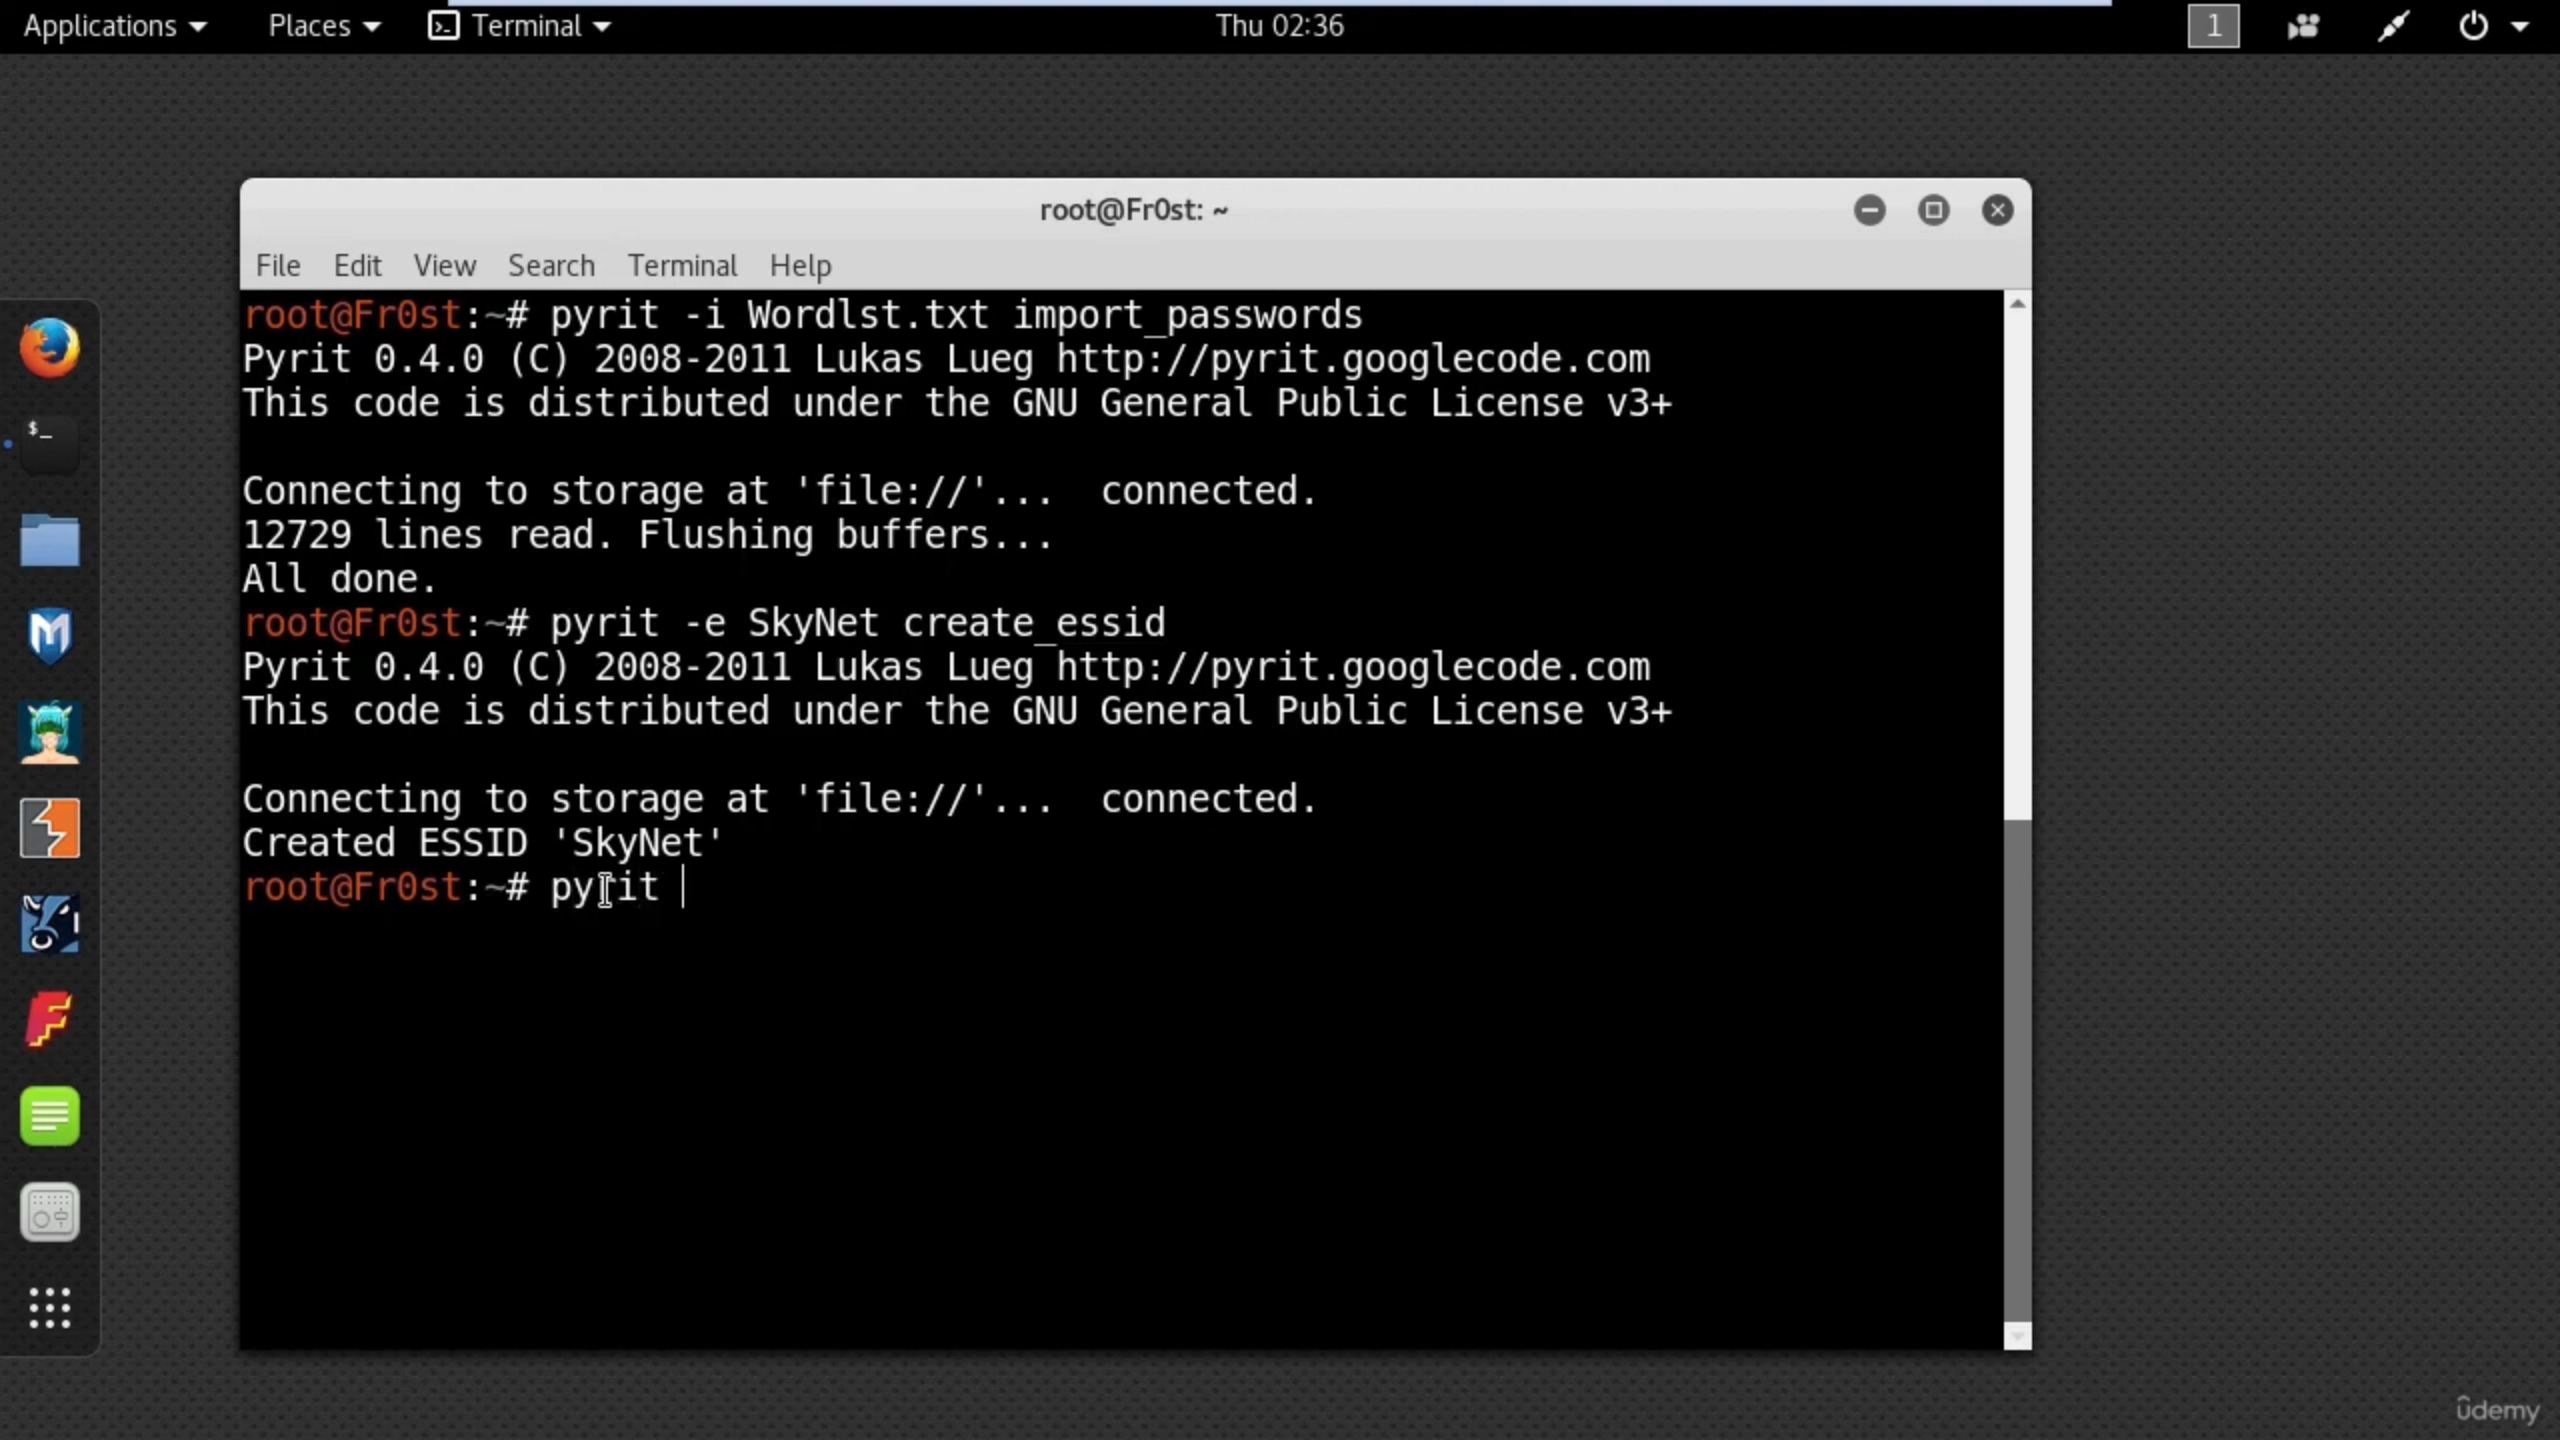 Applications Places Terminal Thu 02:36 1
root@Fr0st: ~
File Edit View Search Terminal Help
root@Fr0st:~# pyrit -i Wordlst.txt import_passwords
Pyrit 0.4.0 (C) 2008-2011 Lukas Lueg http://pyrit.googlecode.com
This code is distributed under the GNU General Public License v3+
Connecting to storage at 'file://'...  connected.
12729 lines read. Flushing buffers...
All done.
root@Fr0st:~# pyrit -e SkyNet create_essid
Pyrit 0.4.0 (C) 2008-2011 Lukas Lueg http://pyrit.googlecode.com
This code is distributed under the GNU General Public License v3+
Connecting to storage at 'file://'...  connected.
Created ESSID 'SkyNet'
root@Fr0st:~# pyrit
$_
ûdemy